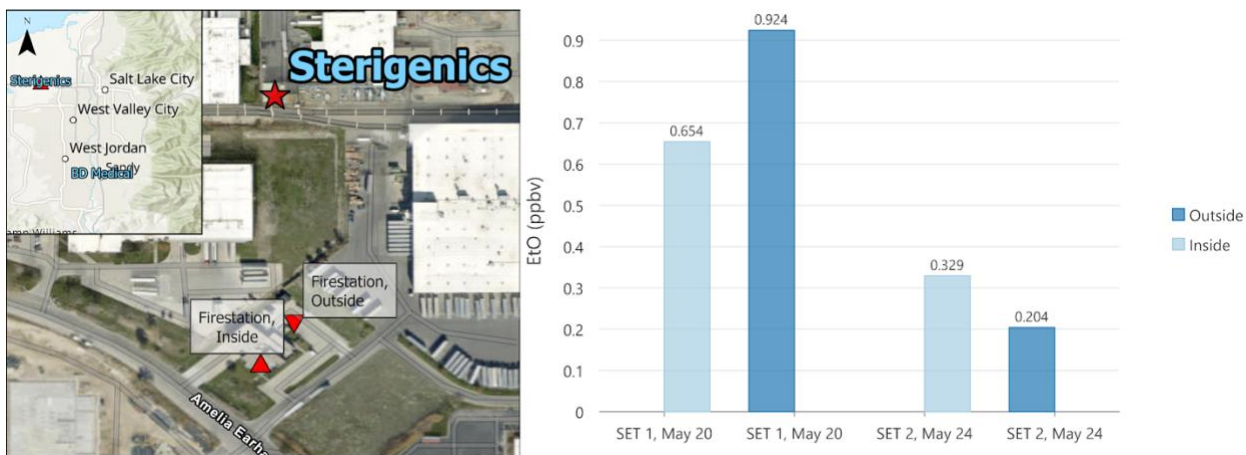 N
Sterigenics
Salt Lake City
West Valley City
West Jordan
Sandy
BD Medical
Williams
Sterigenics
Firestation,
Outside
Firestation,
Inside
Amelia Earha
EtO (ppbv)
0.9
0.8
0.7
0.6
0.5
0.4
0.3
0.2
0.1
0
0.654
0.924
0.329
0.204
SET 1, May 20
SET 1, May 20
SET 2, May 24
SET 2, May 24
Outside
Inside